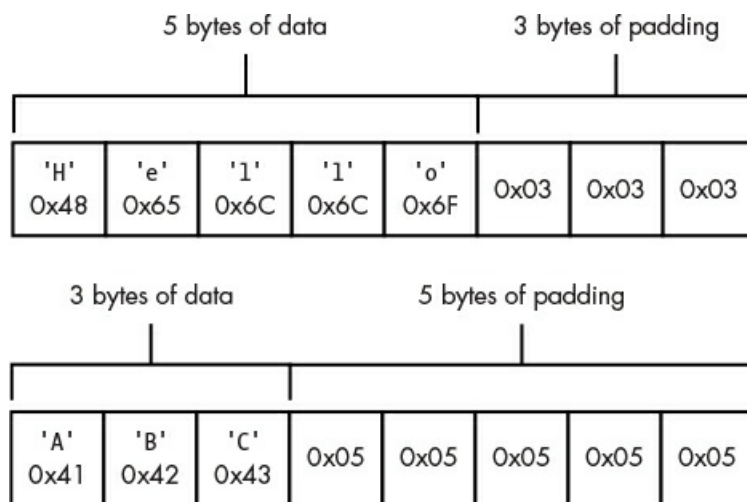 5 bytes of data 3 bytes of padding
'H' 'e' 'l' 'l' 'o'
0x48 0x65 0x6C 0x6C 0x6F 0x03 0x03 0x03
3 bytes of data 5 bytes of padding
'A' 'B' 'C'
0x41 0x42 0x43 0x05 0x05 0x05 0x05 0x05